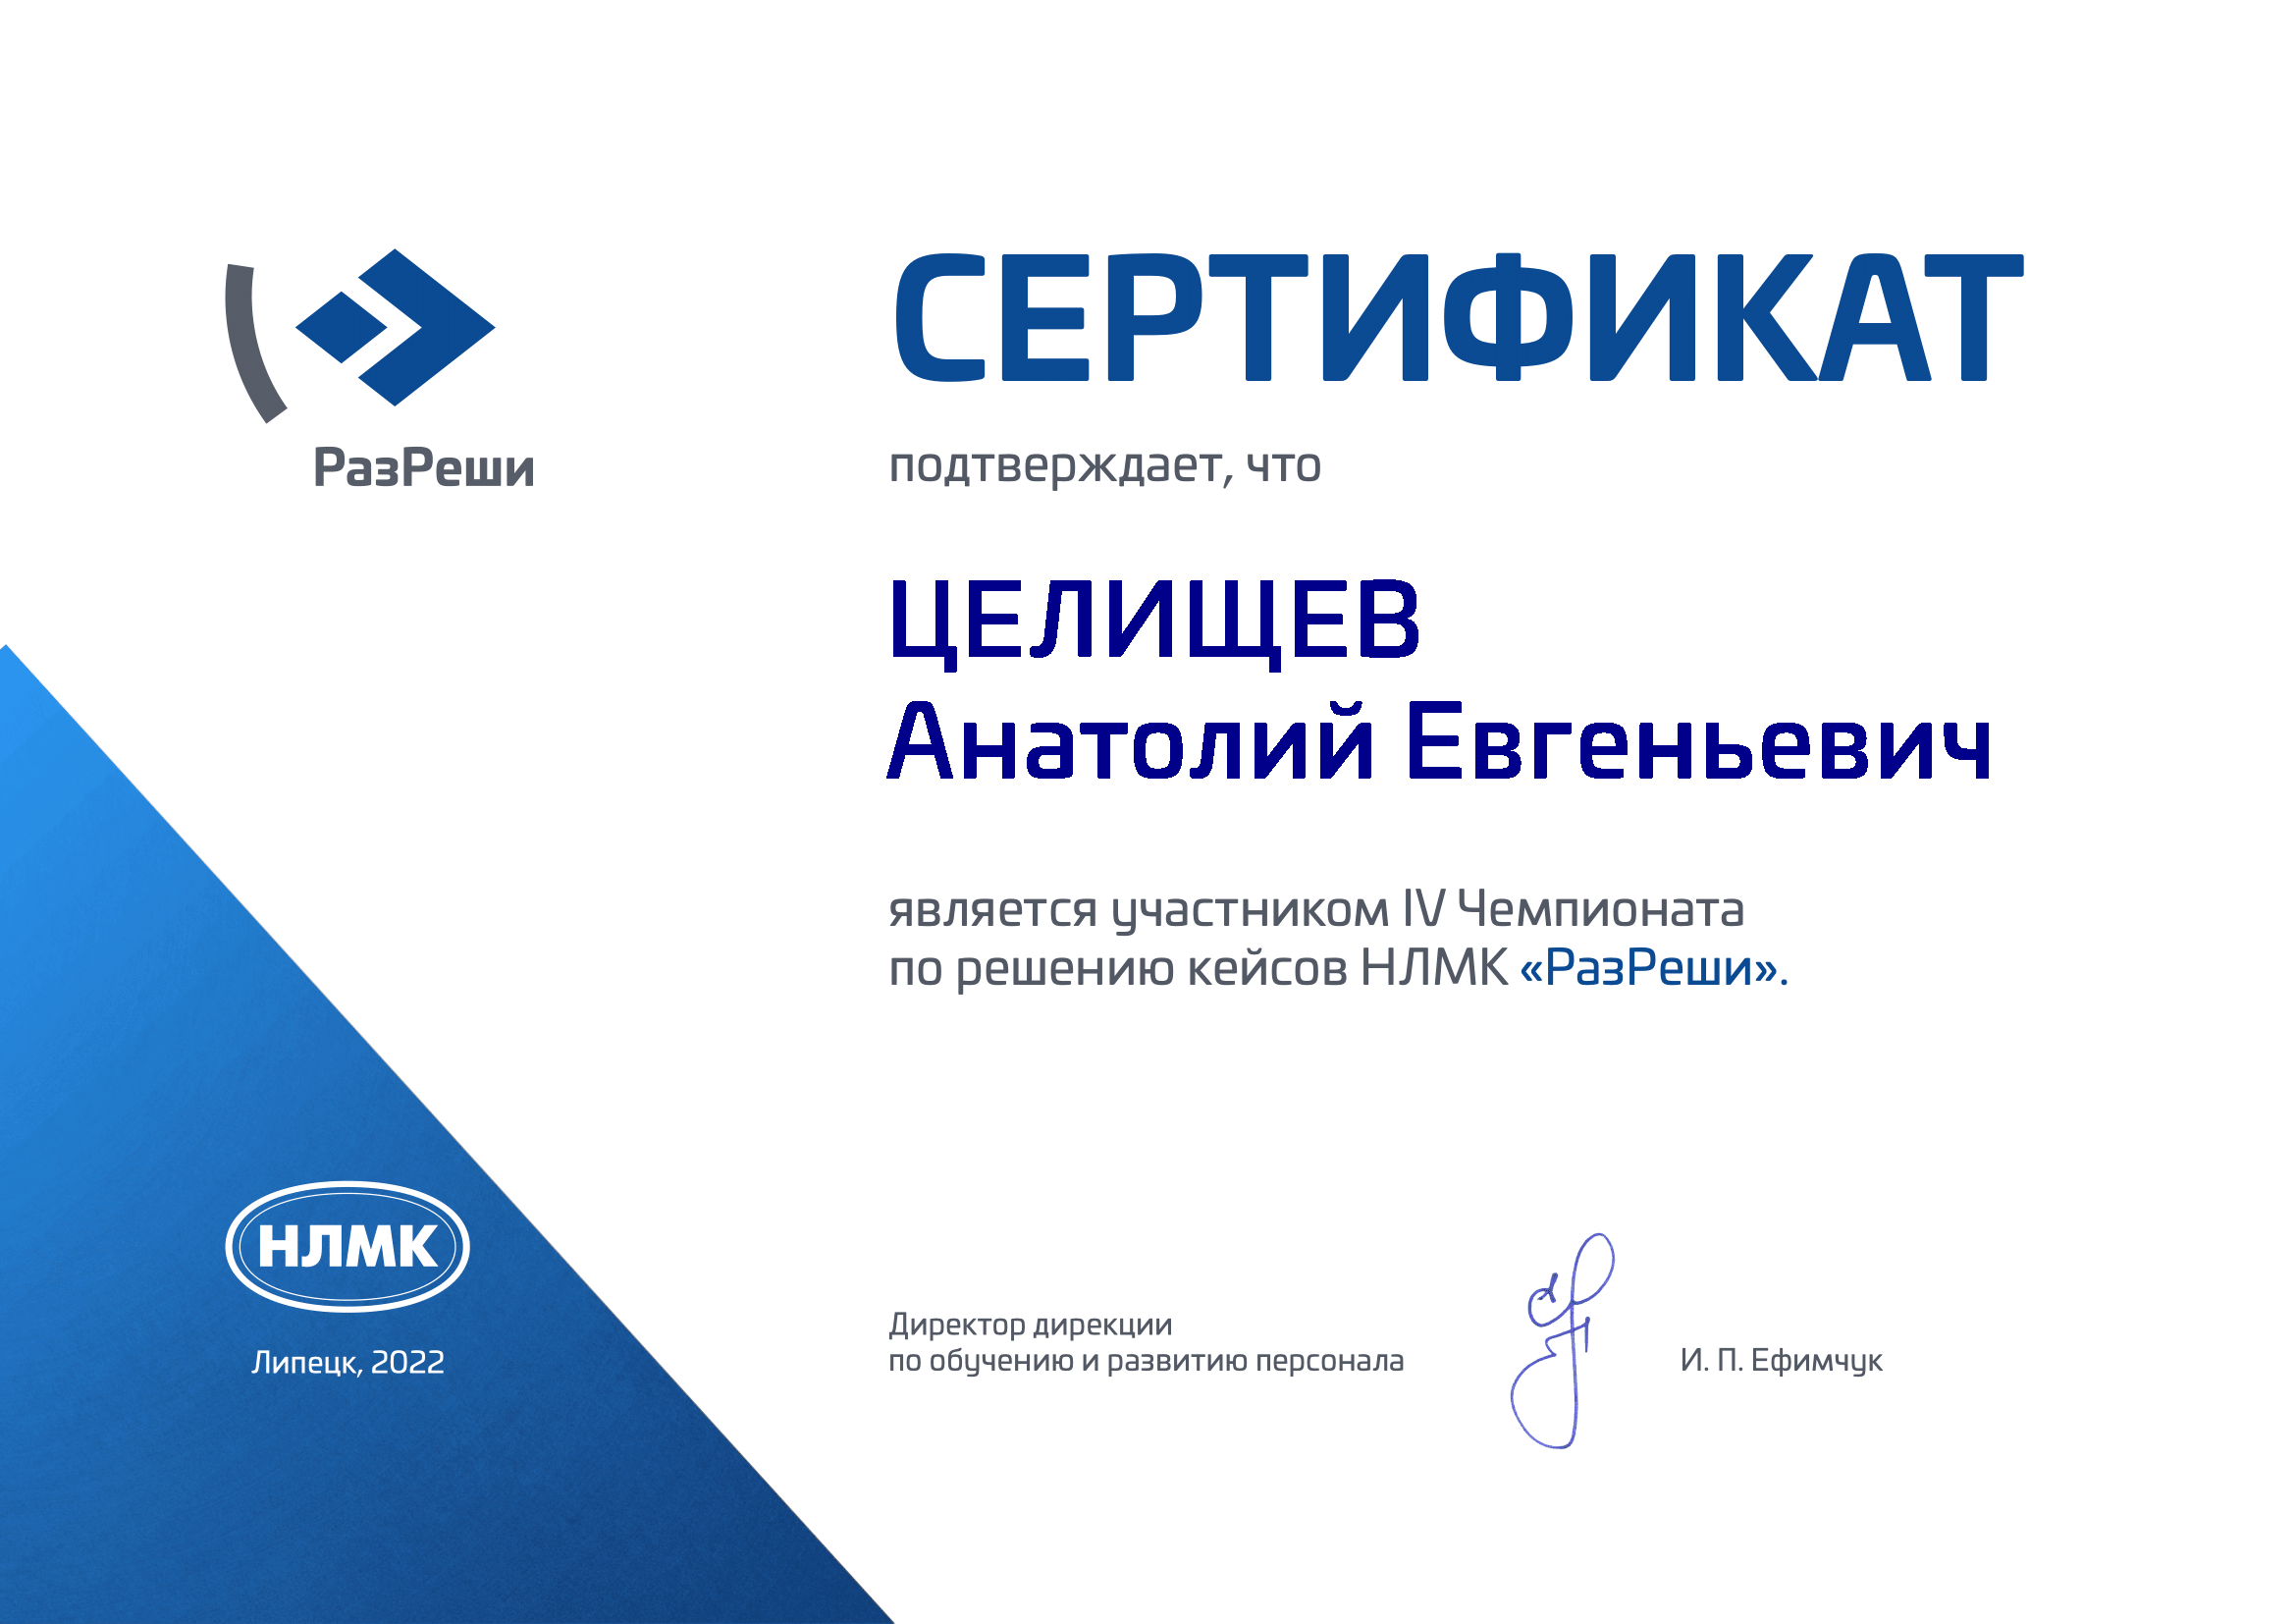 РазРеши
СЕРТИФИКАТ
подтверждает, что
ЦЕЛИЩЕВ
Анатолий Евгеньевич
является участником IV Чемпионата
по решению кейсов НЛМК «РазРеши».
НЛМК
Липецк, 2022
Директор дирекции
по обучению и развитию персонала
И. П. Ефимчук